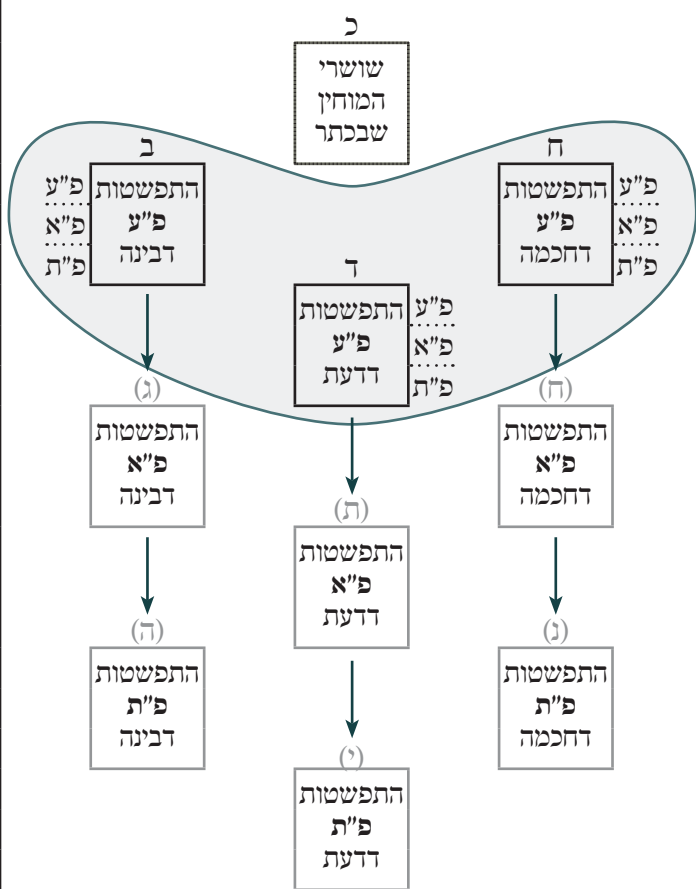 כ
שושרי
המוחין
שבכתר
ח
התפשטות
פ"ע
דחכמה
פ"ע
פ"א
פ"ת
ב
התפשטות
פ"ע
דבינה
פ"ע
פ"א
פ"ת
ד
התפשטות
פ"ע
דדעת
פ"ע
פ"א
פ"ת
(ח)
התפשטות
פ"א
דחכמה
(ג)
התפשטות
פ"א
דבינה
(ת)
התפשטות
פ"א
דדעת
(נ)
התפשטות
פ"ת
דחכמה
(ה)
התפשטות
פ"ת
דבינה
(י)
התפשטות
פ"ת
דדעת